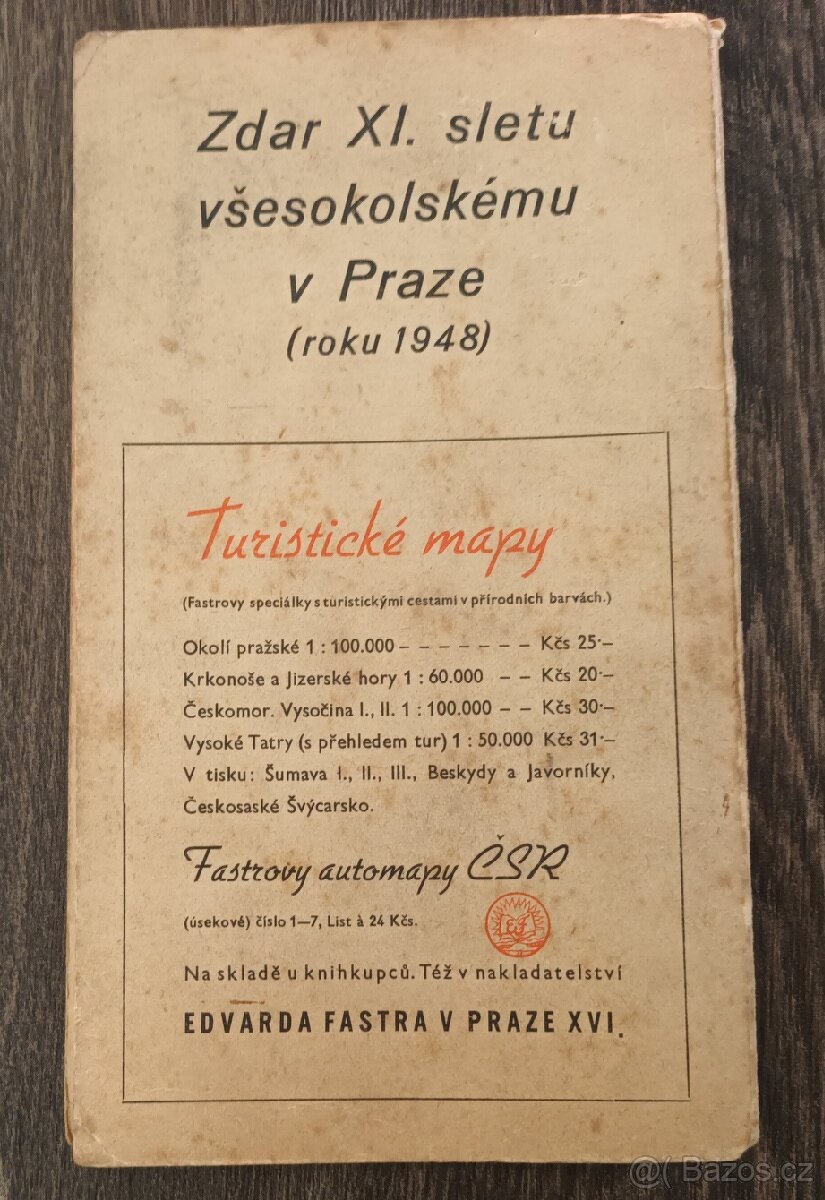 Zdar XI. sletu
všesokolskému
v Praze
(roku 1948)
Turistické mapy
(Fastrovy speciálky s turistickými cestami v přírodních barvách.)
Okolí pražské 1 : 100.000 – – – – – – – Kčs 25·–
Krkonoše a Jizerské hory 1 : 60.000 – – Kčs 20·–
Českomor. Vysočina I., II. 1 : 100.000 – – Kčs 30·–
Vysoké Tatry (s přehledem tur) 1 : 50.000 Kčs 31·–
V tisku: Šumava I., II., III., Beskydy a Javorníky,
Českosaské Švýcarsko.
Fastrovy automapy ČSR
(úsekové) číslo 1—7, List à 24 Kčs.
EF
Na skladě u knihkupců. Též v nakladatelství
EDVARDA FASTRA V PRAZE XVI.
@( Bazos.cz